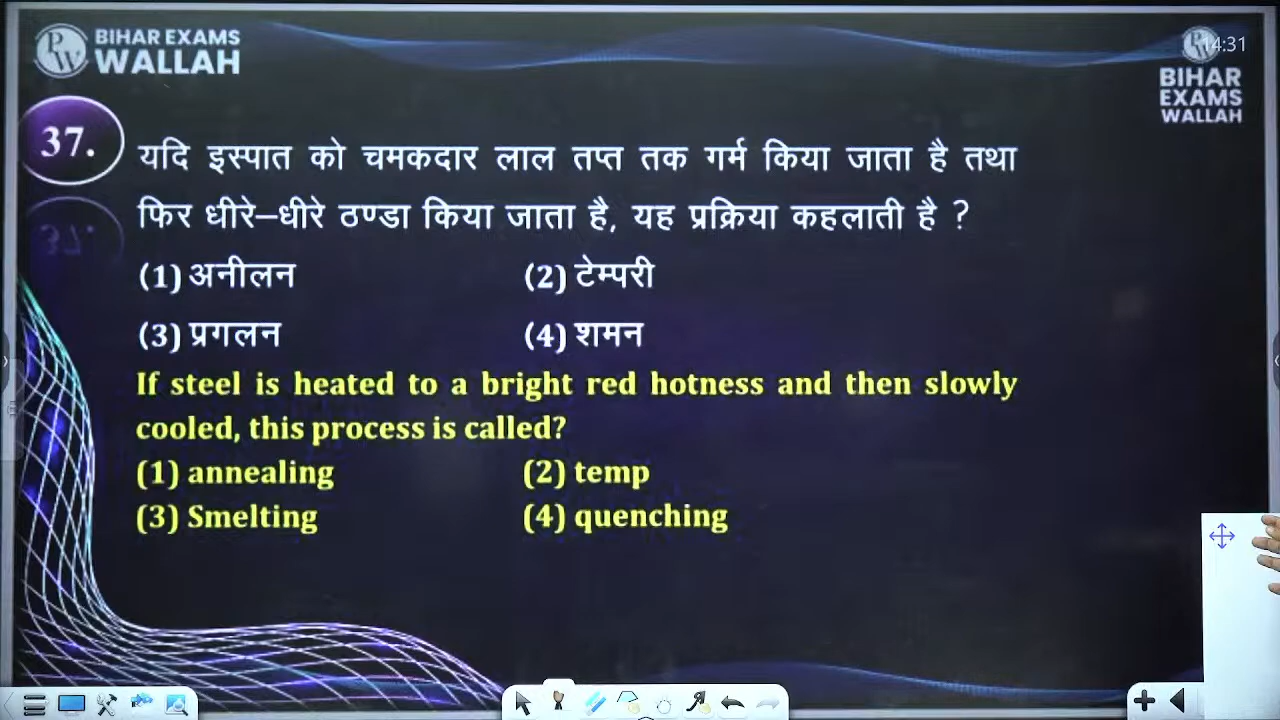 BIHAR EXAMS
WALLAH
14:31
BIHAR
EXAMS
WALLAH
37.
यदि इस्पात को चमकदार लाल तप्त तक गर्म किया जाता है तथा
फिर धीरे–धीरे ठण्डा किया जाता है, यह प्रक्रिया कहलाती है ?
(1) अनीलन (2) टेम्परी
(3) प्रगलन (4) शमन
If steel is heated to a bright red hotness and then slowly
cooled, this process is called?
(1) annealing (2) temp
(3) Smelting (4) quenching